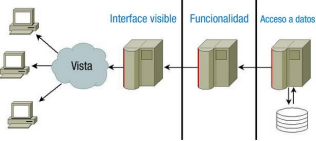 Interface visible
Funcionalidad
Acceso a datos
Vista